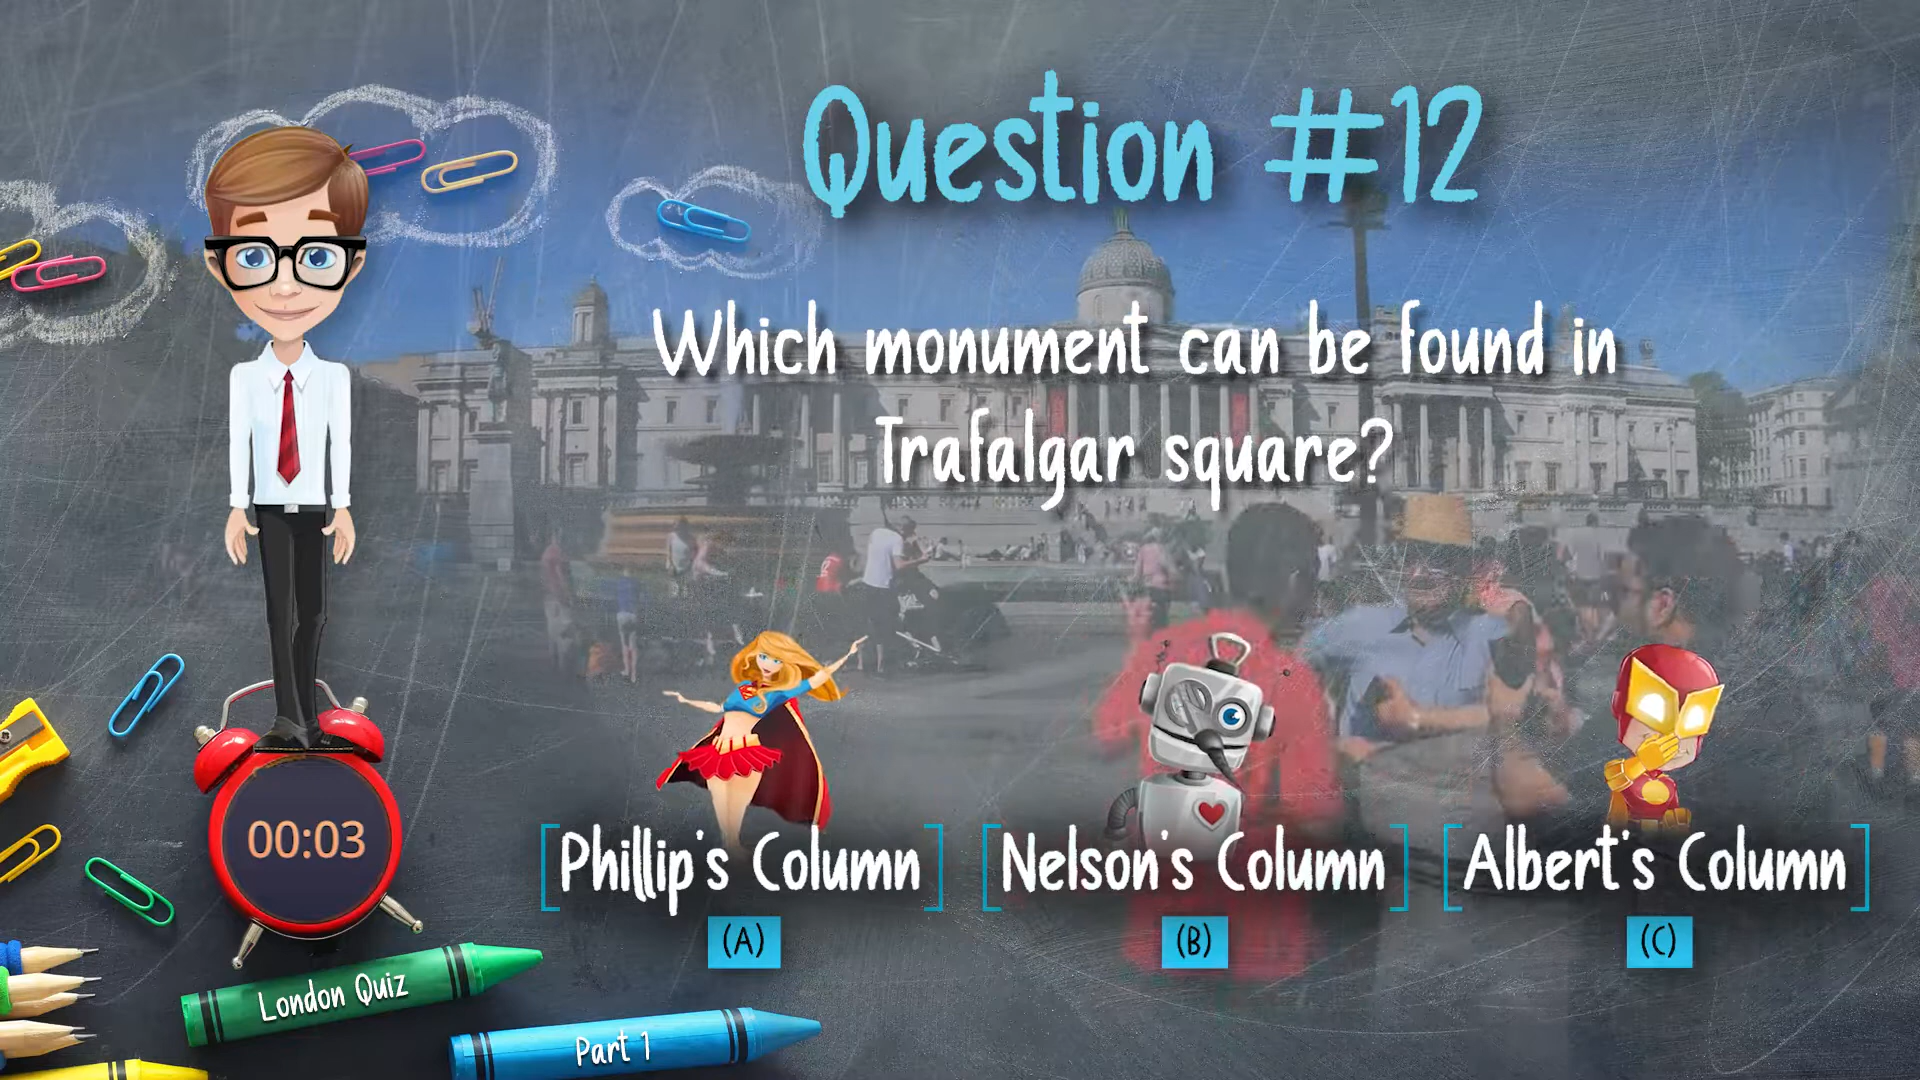 Question #12
Which monument can be found in
Trafalgar square?
Phillip's Column
(A)
Nelson's Column
(B)
Albert's Column
(C)
00:03
London Quiz
Part 1